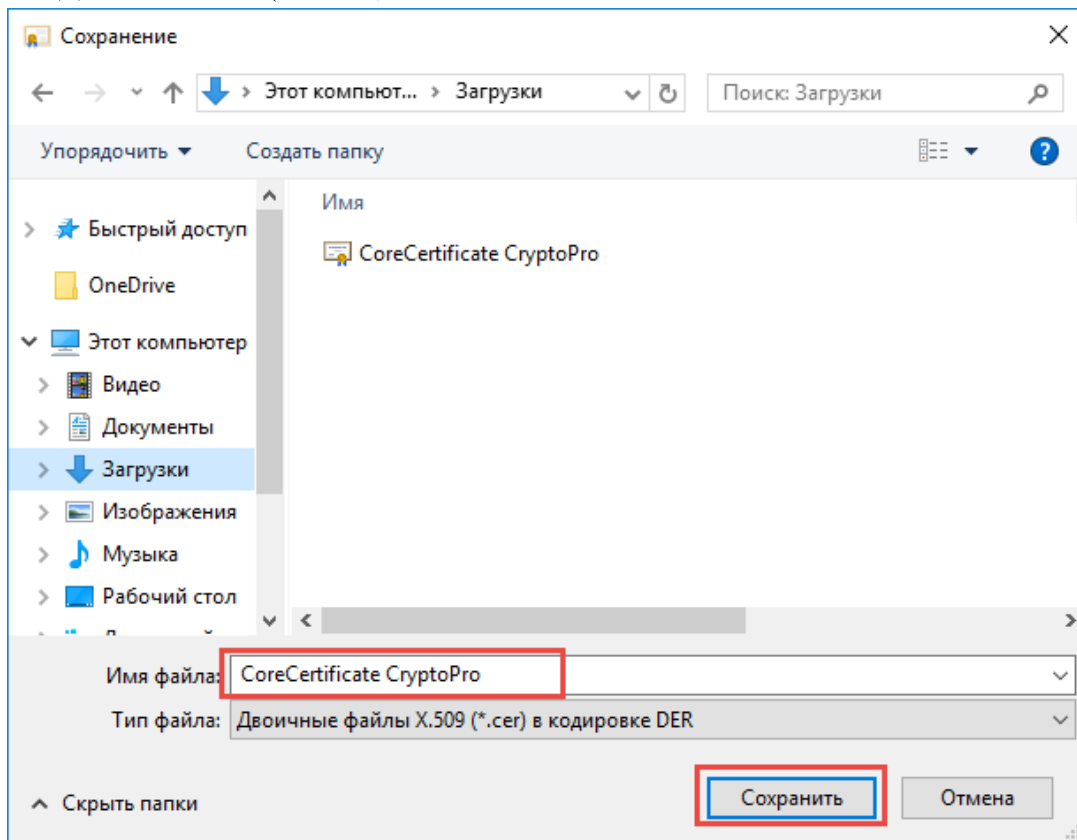 Сохранение
Этот компьют... > Загрузки
Поиск: Загрузки
Упорядочить
Создать папку
Имя
Быстрый доступ
CoreCertificate CryptoPro
OneDrive
Этот компьютер
Видео
Документы
Загрузки
Изображения
Музыка
Рабочий стол
Имя файла: CoreCertificate CryptoPro
Тип файла: Двоичные файлы X.509 (*.cer) в кодировке DER
Скрыть папки
Сохранить
Отмена